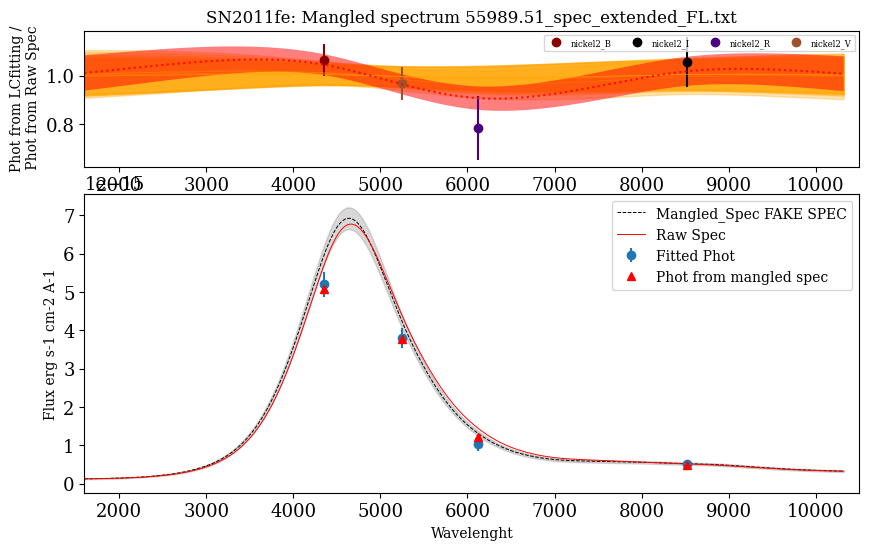 SN2011fe: Mangled spectrum 55989.51_spec_extended_FL.txt
Phot from LCfitting /
Phot from Raw Spec
nickel2_B nickel2_I nickel2_R nickel2_V
1.0
0.8
2000 3000 4000 5000 6000 7000 8000 9000 10000
1e−15
Mangled_Spec FAKE SPEC
Raw Spec
Fitted Phot
Phot from mangled spec
Flux erg s-1 cm-2 A-1
7
6
5
4
3
2
1
0
2000 3000 4000 5000 6000 7000 8000 9000 10000
Wavelenght